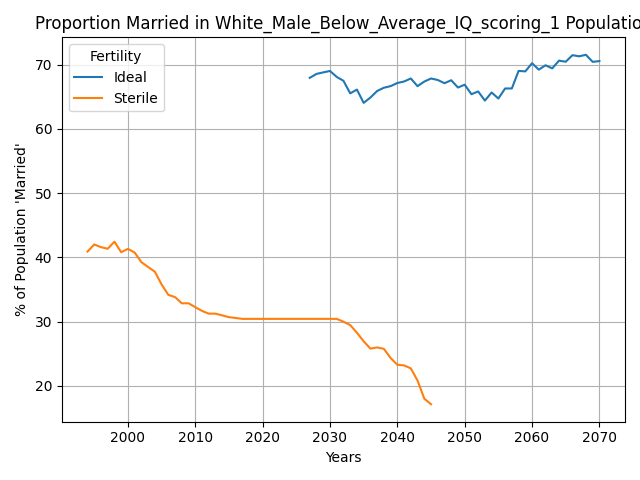 Proportion Married in White_Male_Below_Average_IQ_scoring_1 Populatio
Fertility
Ideal
Sterile
% of Population 'Married'
70
60
50
40
30
20
2000
2010
2020
2030
2040
2050
2060
2070
Years